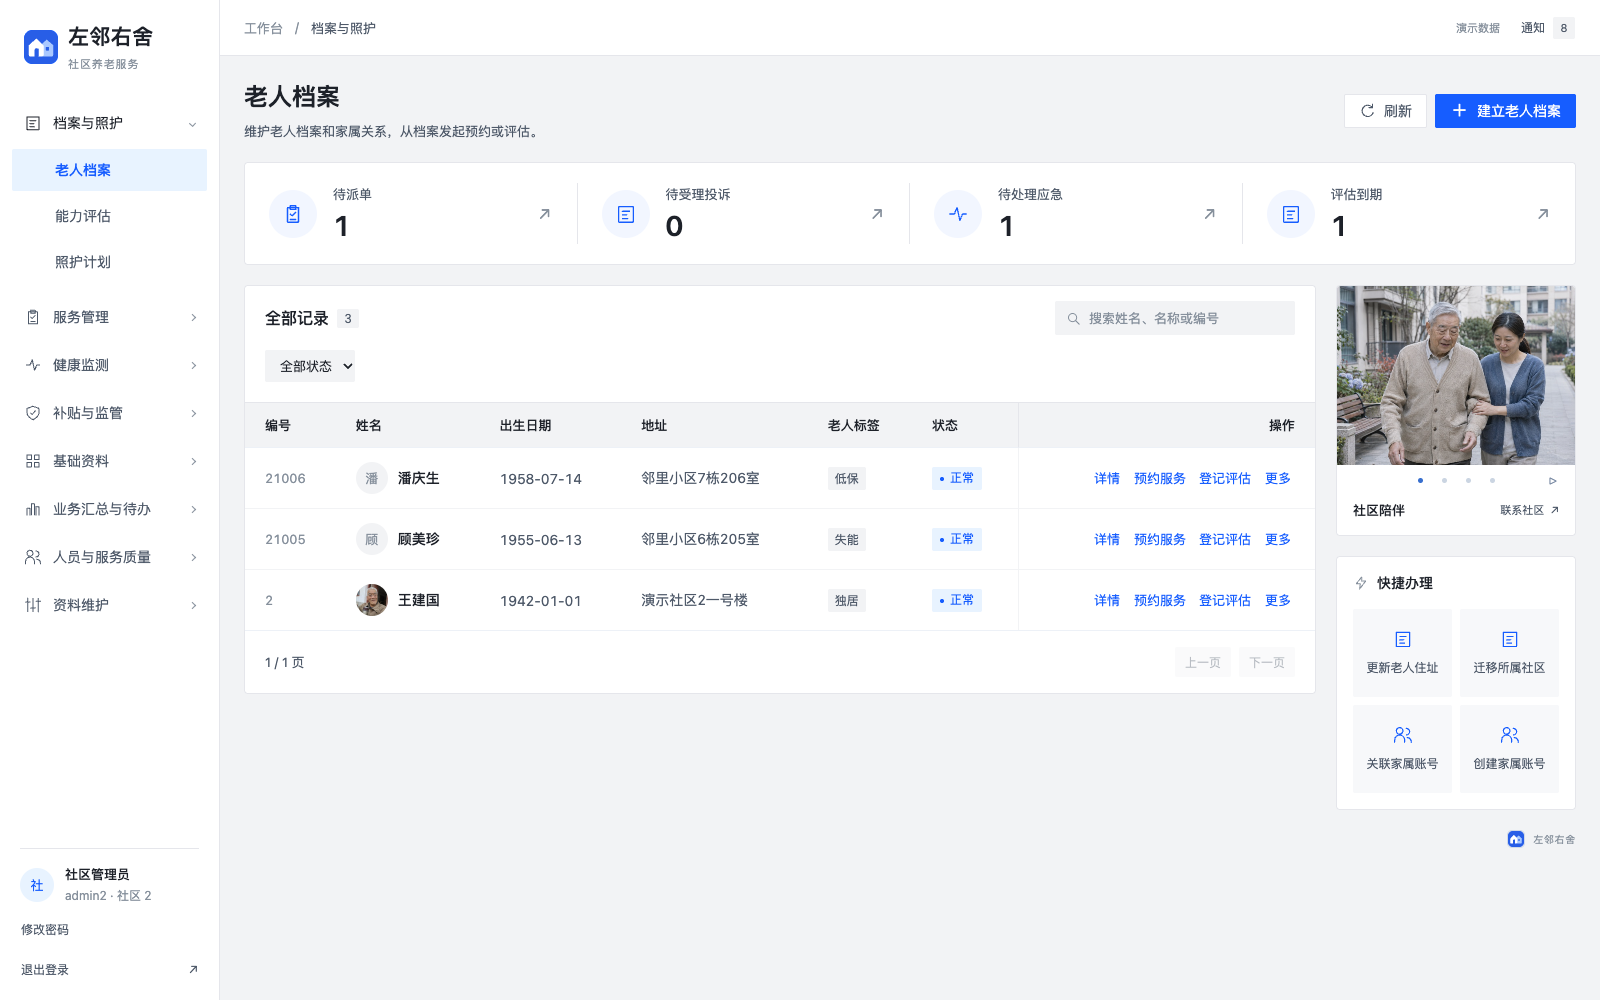 左邻右舍
社区养老服务
档案与照护
老人档案
能力评估
照护计划
服务管理
健康监测
补贴与监管
基础资料
业务汇总与待办
人员与服务质量
资料维护
社
社区管理员
admin2 · 社区 2
修改密码
退出登录
工作台 / 档案与照护
演示数据 通知 8
老人档案
维护老人档案和家属关系，从档案发起预约或评估。
刷新 建立老人档案
待派单
1
待受理投诉
0
待处理应急
1
评估到期
1
全部记录 3
搜索姓名、名称或编号
全部状态
编号 姓名 出生日期 地址 老人标签 状态 操作
21006 潘 潘庆生 1958-07-14 邻里小区7栋206室 低保 正常 详情 预约服务 登记评估 更多
21005 顾 顾美珍 1955-06-13 邻里小区6栋205室 失能 正常 详情 预约服务 登记评估 更多
2 王建国 1942-01-01 演示社区2一号楼 独居 正常 详情 预约服务 登记评估 更多
1 / 1 页 上一页 下一页
社区陪伴 联系社区
快捷办理
更新老人住址 迁移所属社区
关联家属账号 创建家属账号
左邻右舍